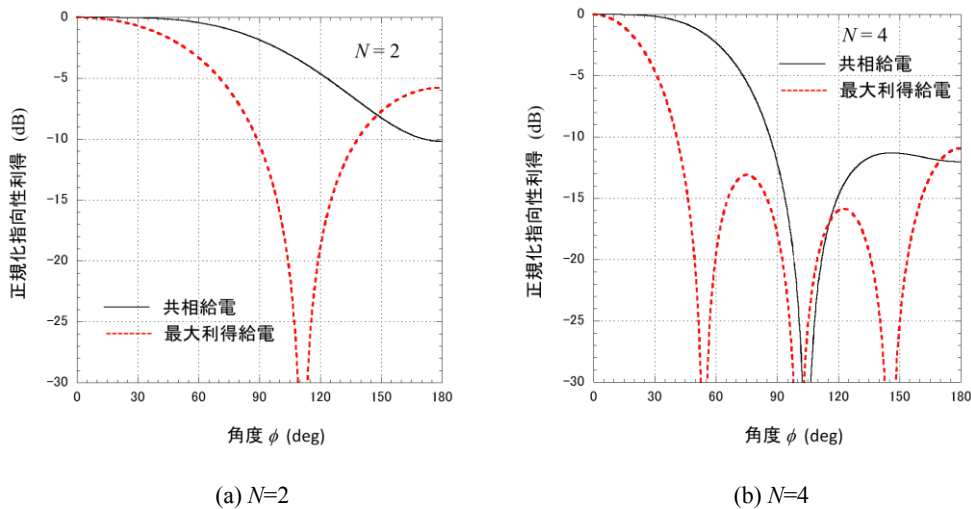 0
−5
−10
−15
−20
−25
−30
正規化指向性利得 (dB)
N = 2
共相給電
最大利得給電
0 30 60 90 120 150 180
角度 ϕ (deg)
(a) N=2
0
−5
−10
−15
−20
−25
−30
正規化指向性利得 (dB)
N = 4
共相給電
最大利得給電
0 30 60 90 120 150 180
角度 ϕ (deg)
(b) N=4